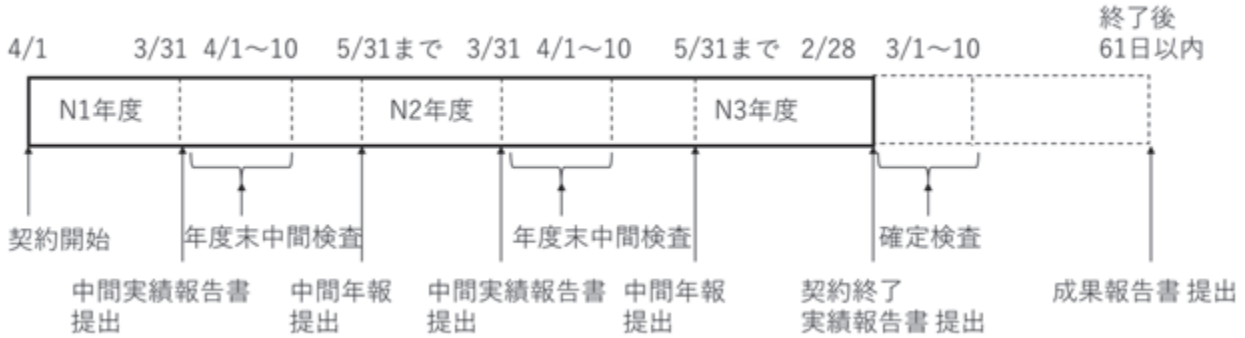 終了後
4/1 3/31 4/1～10 5/31まで 3/31 4/1～10 5/31まで 2/28 3/1～10 61日以内
N1年度 N2年度 N3年度
契約開始 年度末中間検査 年度末中間検査 確定検査
中間実績報告書 中間年報 中間実績報告書 中間年報 契約終了 成果報告書 提出
提出 提出 提出 提出 実績報告書 提出